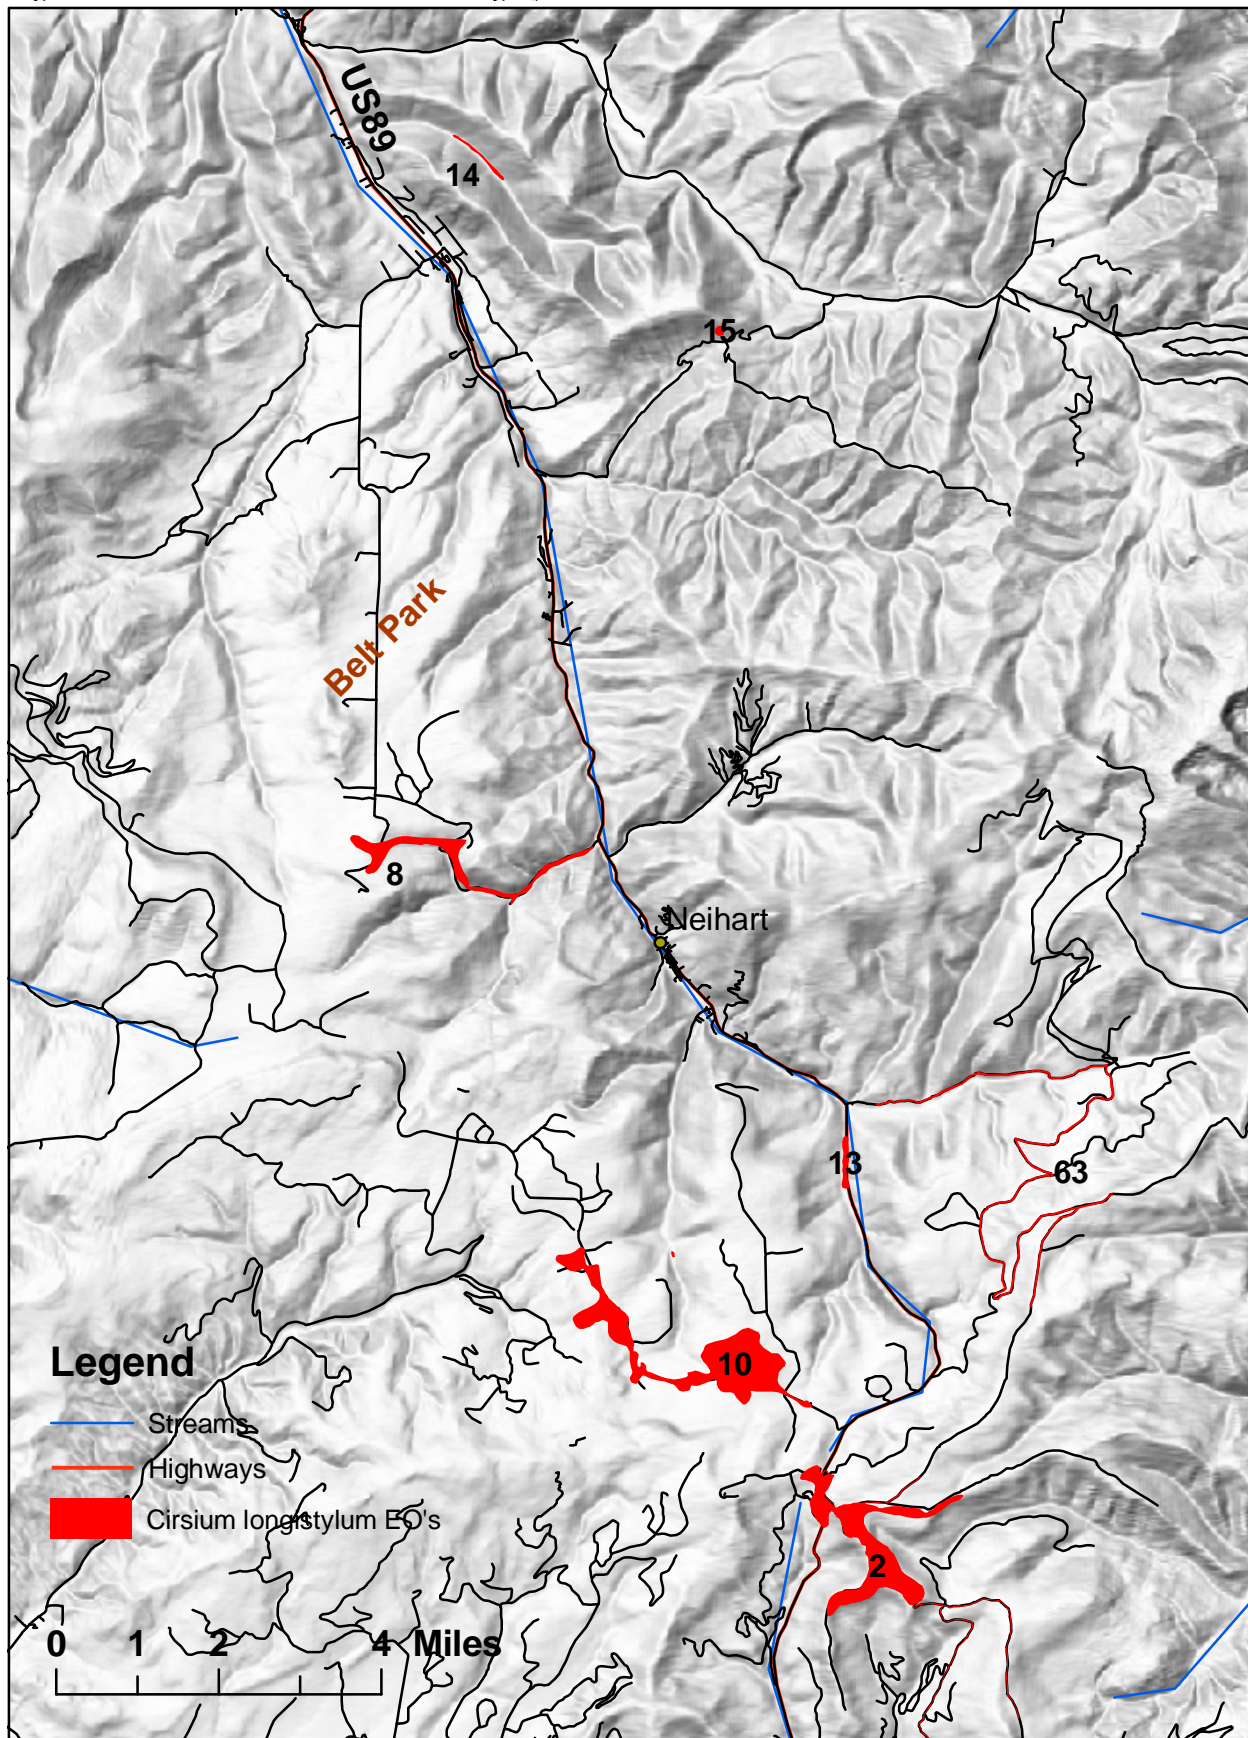 US89
14
15
Belt Park
8
Neihart
13
63
10
2
Legend
Streams
Highways
Cirsium longistylum EO's
0 1 2 4 Miles